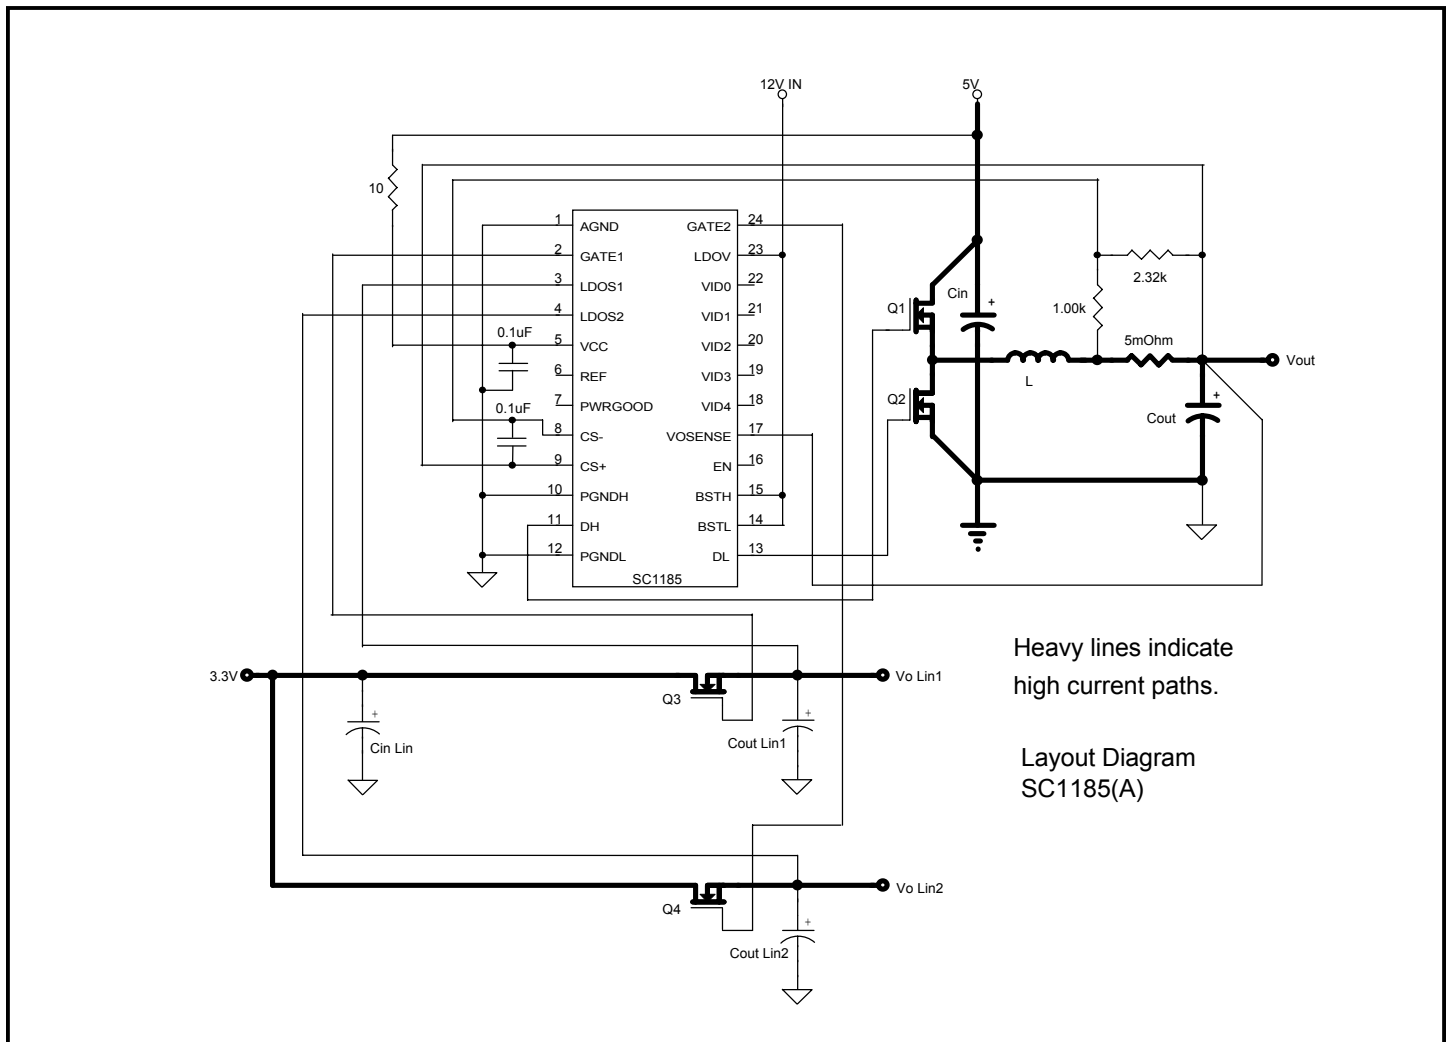 12V IN
5V
10
1 AGND GATE2 24
2 GATE1 LDOV 23
3 LDOS1 VID0 22
4 LDOS2 VID1 21
0.1uF
5 VCC VID2 20
6 REF VID3 19
7 PWRGOOD VID4 18
0.1uF
8 CS- VOSENSE 17
9 CS+ EN 16
10 PGNDH BSTH 15
11 DH BSTL 14
12 PGNDL DL 13
SC1185
2.32k
1.00k
Cin +
Q1
5mOhm
Vout
L
Q2
+
Cout
Heavy lines indicate
high current paths.
Layout Diagram
SC1185(A)
3.3V
Q3
Vo Lin1
+
Cin Lin
+
Cout Lin1
Q4
Vo Lin2
+
Cout Lin2